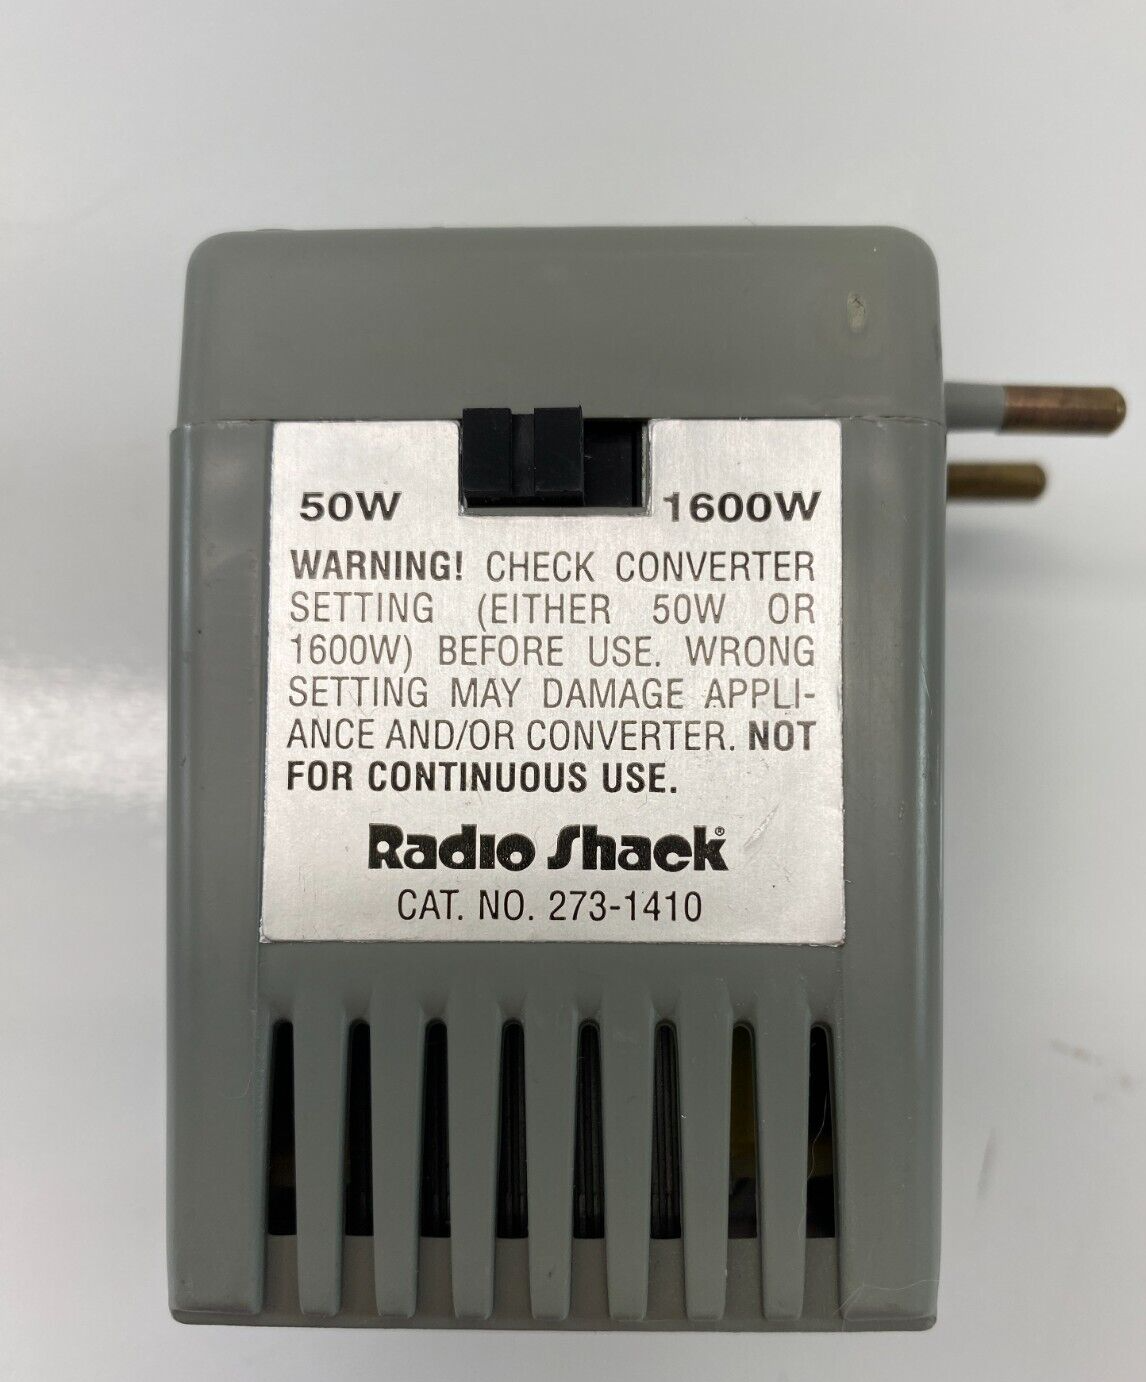 50W 1600W
WARNING! CHECK CONVERTER
SETTING (EITHER 50W OR
1600W) BEFORE USE. WRONG
SETTING MAY DAMAGE APPLI-
ANCE AND/OR CONVERTER. NOT
FOR CONTINUOUS USE.
Radio Shack®
CAT. NO. 273-1410